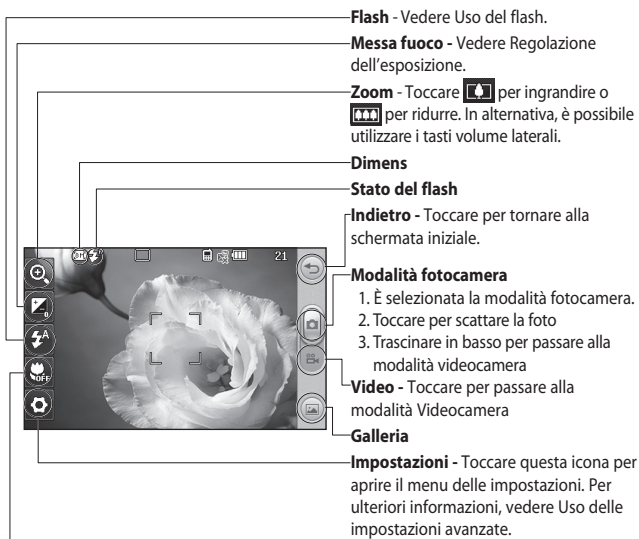 Flash - Vedere Uso del flash.
Messa fuoco - Vedere Regolazione
dell'esposizione.
Zoom - Toccare per ingrandire o
per ridurre. In alternativa, è possibile
utilizzare i tasti volume laterali.
Dimens
Stato del flash
Indietro - Toccare per tornare alla
schermata iniziale.
21
Modalità fotocamera
1. È selezionata la modalità fotocamera.
2. Toccare per scattare la foto
3. Trascinare in basso per passare alla
modalità videocamera
A
OFF
Video - Toccare per passare alla
modalità Videocamera
Galleria
Impostazioni - Toccare questa icona per
aprire il menu delle impostazioni. Per
ulteriori informazioni, vedere Uso delle
impostazioni avanzate.